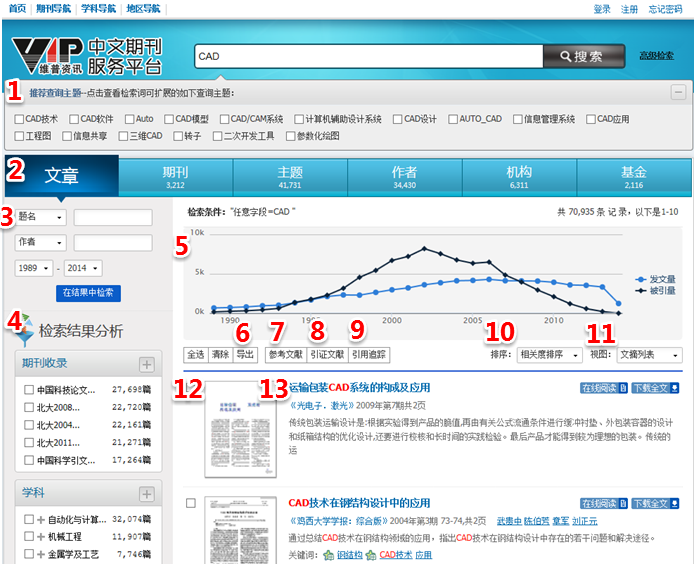 首页 期刊导航 学科导航 地区导航 登录 注册 忘记密码
VIP 维普资讯 中文期刊服务平台
CAD 搜索 高级检索
1 推荐查询主题--点击查看检索词可扩展的如下查询主题:
CAD技术 CAD软件 Auto CAD模型 CAD/CAM系统 计算机辅助设计系统 CAD设计 AUTO_CAD 信息管理系统 CAD应用
工程图 信息共享 三维CAD 转子 二次开发工具 参数化绘图
2 文章 期刊 主题 作者 机构 基金
3,212 41,731 34,430 6,311 2,116
3 题名
作者
1989 - 2014
在结果中检索
检索条件: "任意字段=CAD " 共 70,935 条 记 录, 以下是1-10
5
10k
5k
0k
1990 1995 2000 2005 2010
发文量
被引量
4 检索结果分析
期刊收录
中国科技论文... 27,698篇
北大2008... 22,720篇
北大2004... 22,161篇
北大2011... 21,271篇
中国科学引文... 17,264篇
学科
自动化与计算... 32,074篇
机械工程 11,907篇
金属学及工艺 7,746篇
6 7 8 9 10 11
全选 清除 导出 参考文献 引证文献 引用追踪 排序: 相关度排序 视图: 文摘列表
12 13 运输包装CAD系统的构成及应用 在线阅读 下载全文
《光电子．激光》2009年第7期共2页
传统包装运输设计是:根据实验得到产品的脆值,再由有关公式,流通条件进行缓冲衬垫、外包装容器的设计
和纸箱结构的优化设计,还要进行校核和长时间的实践检验。最后产品才能得到较为理想的包装。传统的
运
CAD技术在钢结构设计中的应用 在线阅读 下载全文
《鸡西大学学报：综合版》2004年第3期 73-74,共2页 武惠忠 陈伯望 章军 刘正元
通过总结CAD技术在钢结构领域的应用，指出CAD技术在钢结构设计中存在的若干问题和解决途径。
关键词: 钢结构 CAD技术 应用